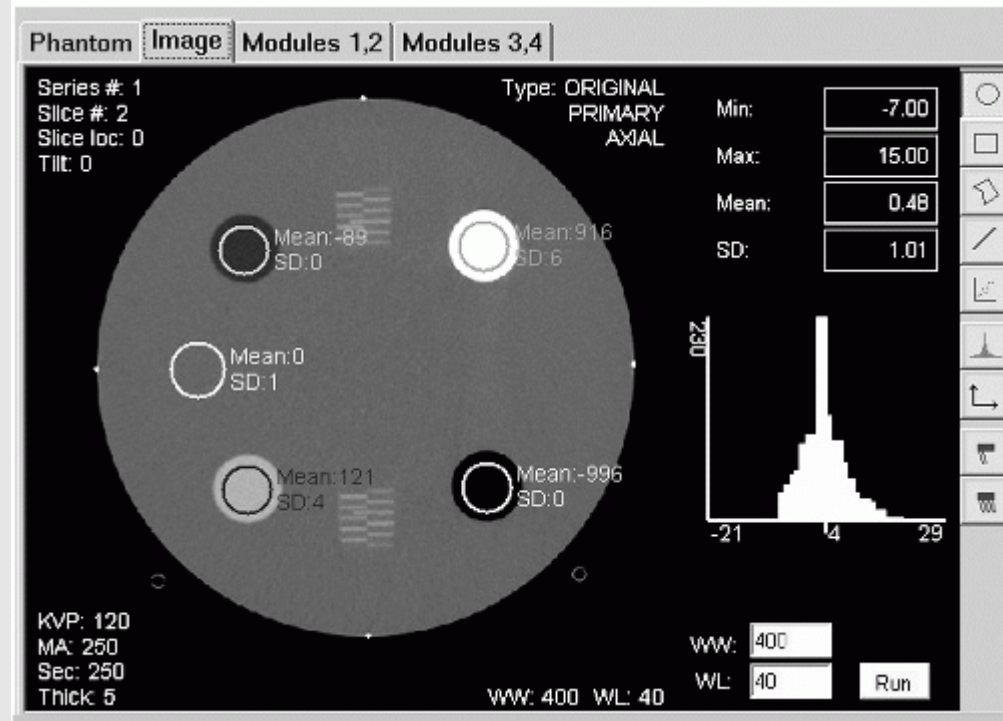 Phantom Image Modules 1,2 Modules 3,4
Series #: 1
Slice #: 2
Slice loc: 0
Tilt: 0
Type: ORIGINAL
PRIMARY
AXIAL
Min: -7.00
Max: 15.00
Mean: 0.48
SD: 1.01
Mean:-89
SD:0
Mean:916
SD:6
Mean:0
SD:1
Mean:121
SD:4
Mean:-996
SD:0
230
-21 4 29
KVP: 120
MA: 250
Sec: 250
Thick: 5
WW: 400 WL: 40
WW: 400
WL: 40
Run